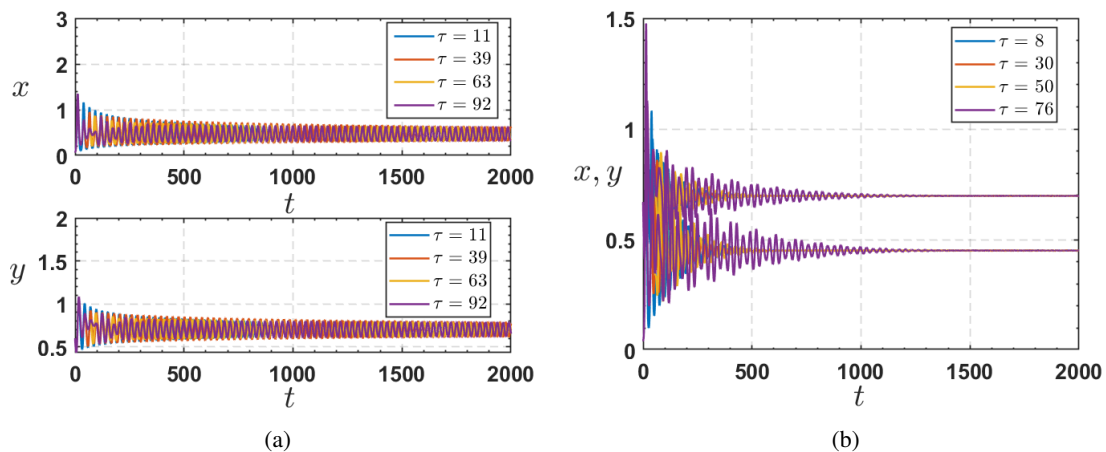 3
2
x
1
0
0
500
1000
1500
2000
t
τ = 11
τ = 39
τ = 63
τ = 92
2
1.5
y
1
0.5
0
500
1000
1500
2000
t
τ = 11
τ = 39
τ = 63
τ = 92
(a)
1.5
1
x, y
0.5
0
0
500
1000
1500
2000
t
τ = 8
τ = 30
τ = 50
τ = 76
(b)